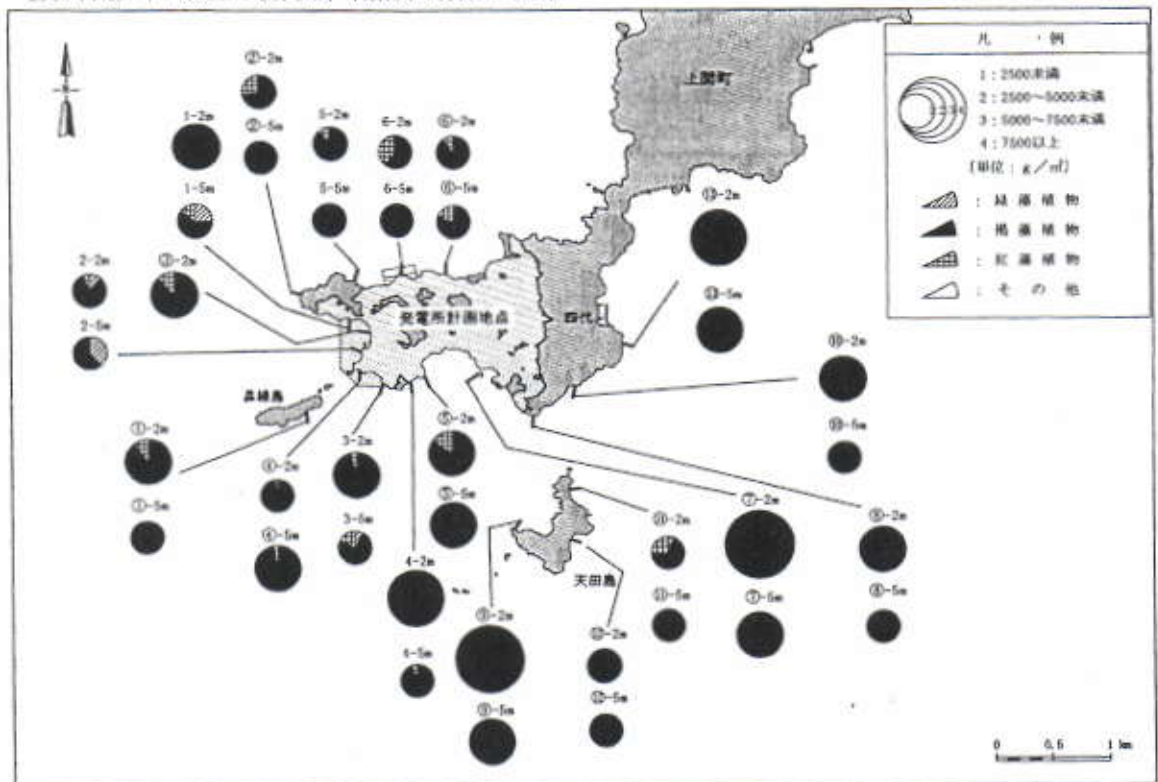 凡・例
1：2500未満
2：2500～5000未満
3：5000～7500未満
4：7500以上
〔単位：g／㎡〕
：緑藻植物
：褐藻植物
：紅藻植物
：その他
上関町
四代
発電所計画地点
鼻繰島
天田島
②-2m
②-5m
1-2m
1-5m
5-2m
5-5m
6-2m
6-5m
⑥-2m
⑥-5m
2-2m
2-5m
③-2m
⑬-2m
⑬-5m
⑩-2m
⑩-5m
①-2m
①-5m
④-2m
④-5m
3-2m
3-5m
⑤-2m
⑤-5m
4-2m
4-5m
⑨-2m
⑨-5m
⑪-2m
⑪-5m
⑫-2m
⑫-5m
⑦-2m
⑦-5m
⑧-2m
⑧-5m
0 0.5 1 km